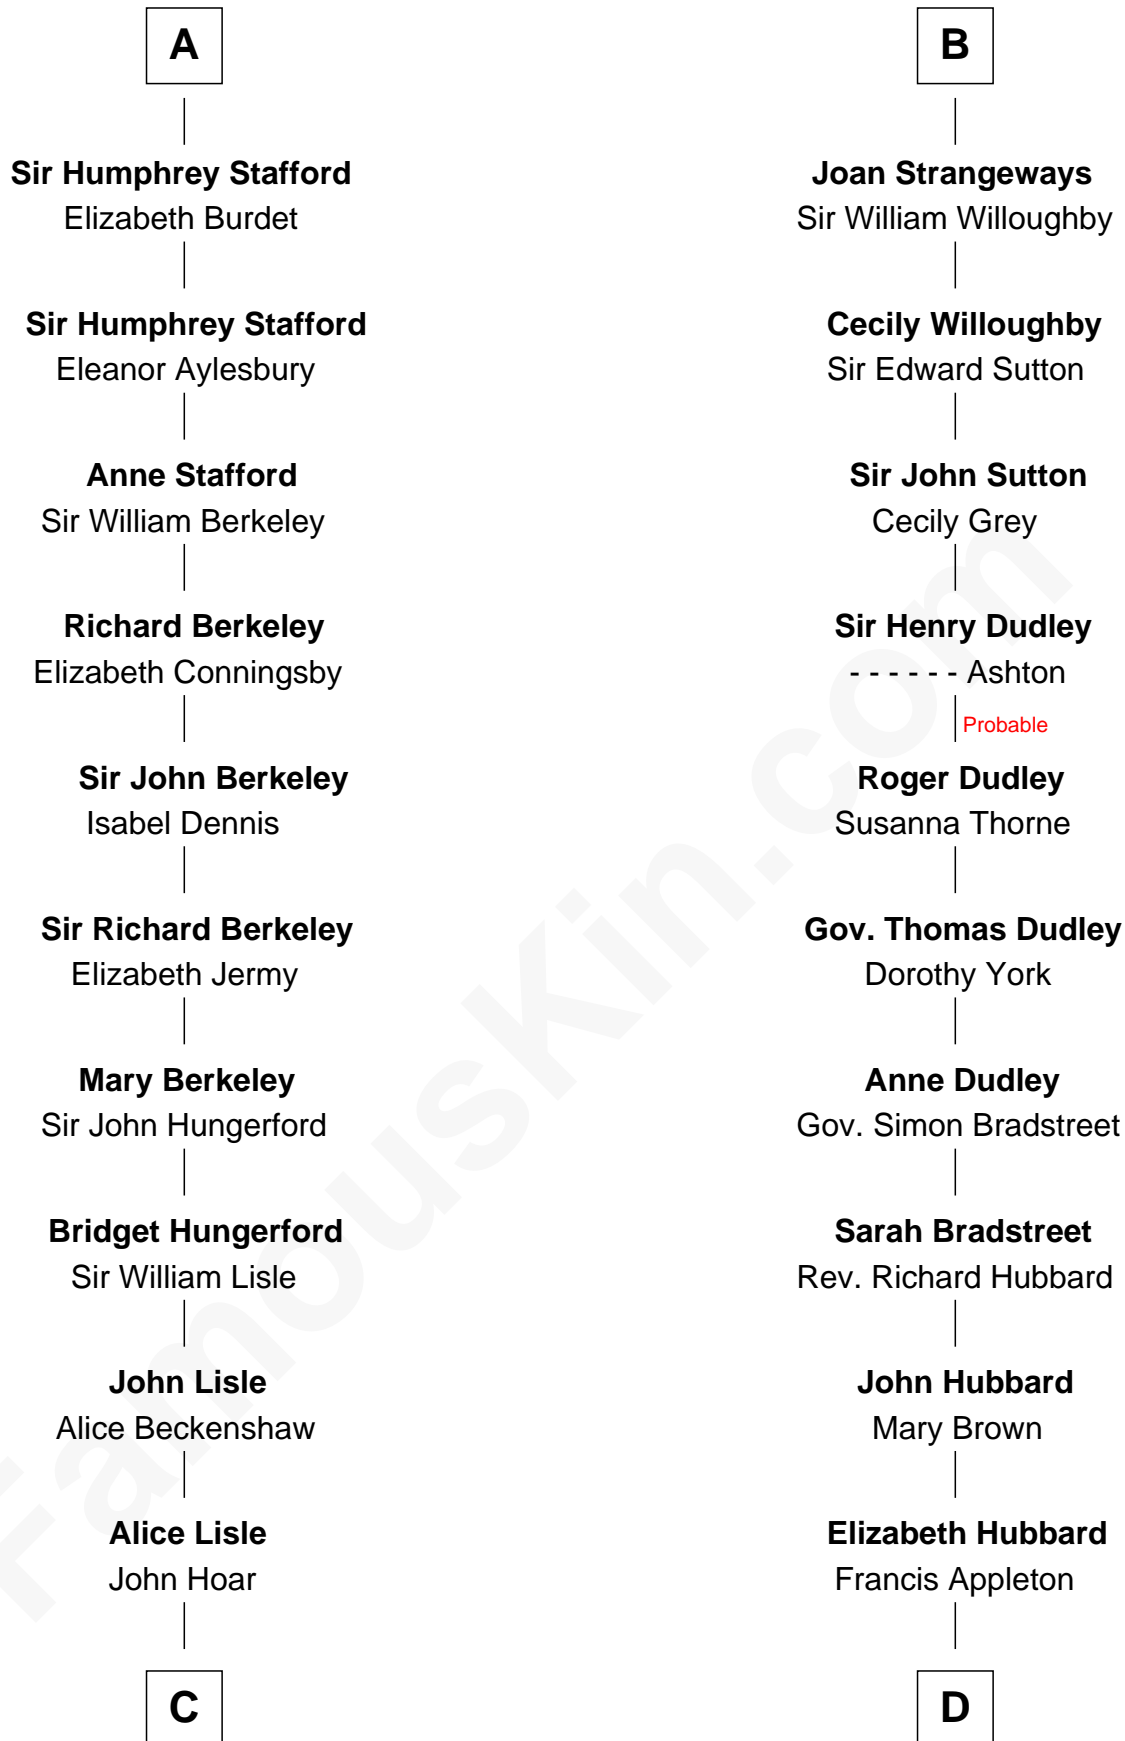 A
Sir Humphrey Stafford
Elizabeth Burdet
Sir Humphrey Stafford
Eleanor Aylesbury
Anne Stafford
Sir William Berkeley
Richard Berkeley
Elizabeth Conningsby
Sir John Berkeley
Isabel Dennis
Sir Richard Berkeley
Elizabeth Jermy
Mary Berkeley
Sir John Hungerford
Bridget Hungerford
Sir William Lisle
John Lisle
Alice Beckenshaw
Alice Lisle
John Hoar
C
B
Joan Strangeways
Sir William Willoughby
Cecily Willoughby
Sir Edward Sutton
Sir John Sutton
Cecily Grey
Sir Henry Dudley
- - - - - - Ashton
Probable
Roger Dudley
Susanna Thorne
Gov. Thomas Dudley
Dorothy York
Anne Dudley
Gov. Simon Bradstreet
Sarah Bradstreet
Rev. Richard Hubbard
John Hubbard
Mary Brown
Elizabeth Hubbard
Francis Appleton
D
FamousKin.com